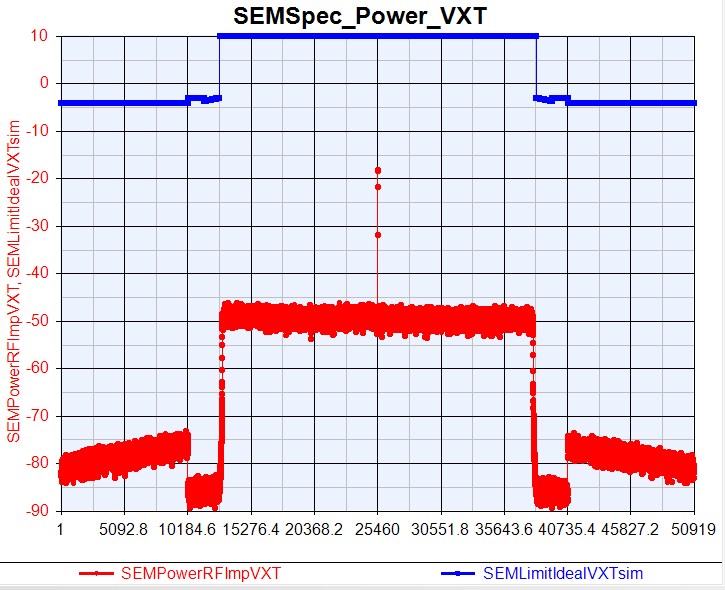 SEMSpec_Power_VXT
SEMPowerRFImpVXT, SEMLimitIdealVXTsim
10
0
-10
-20
-30
-40
-50
-60
-70
-80
-90
1 5092.8 10184.6 15276.4 20368.2 25460 30551.8 35643.6 40735.4 45827.2 50919
SEMPowerRFImpVXT SEMLimitIdealVXTsim